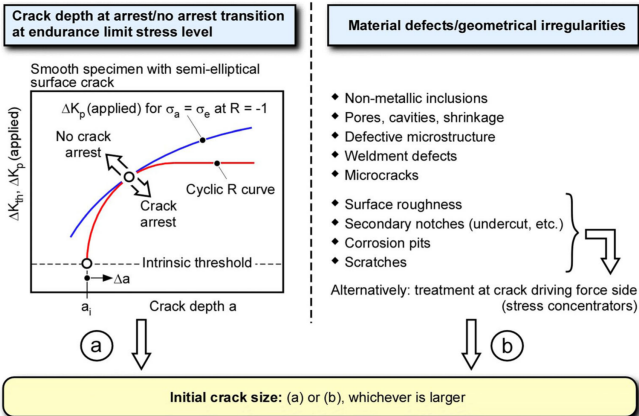 Crack depth at arrest/no arrest transition
at endurance limit stress level
Smooth specimen with semi-elliptical
surface crack
ΔKp (applied) for σa = σe at R = -1
No crack
arrest
Crack
arrest
Cyclic R curve
Intrinsic threshold
Δa
ΔKth, ΔKp (applied)
ai
Crack depth a
a
Material defects/geometrical irregularities
◆ Non-metallic inclusions
◆ Pores, cavities, shrinkage
◆ Defective microstructure
◆ Weldment defects
◆ Microcracks
◆ Surface roughness
◆ Secondary notches (undercut, etc.)
◆ Corrosion pits
◆ Scratches
Alternatively: treatment at crack driving force side
(stress concentrators)
b
Initial crack size: (a) or (b), whichever is larger